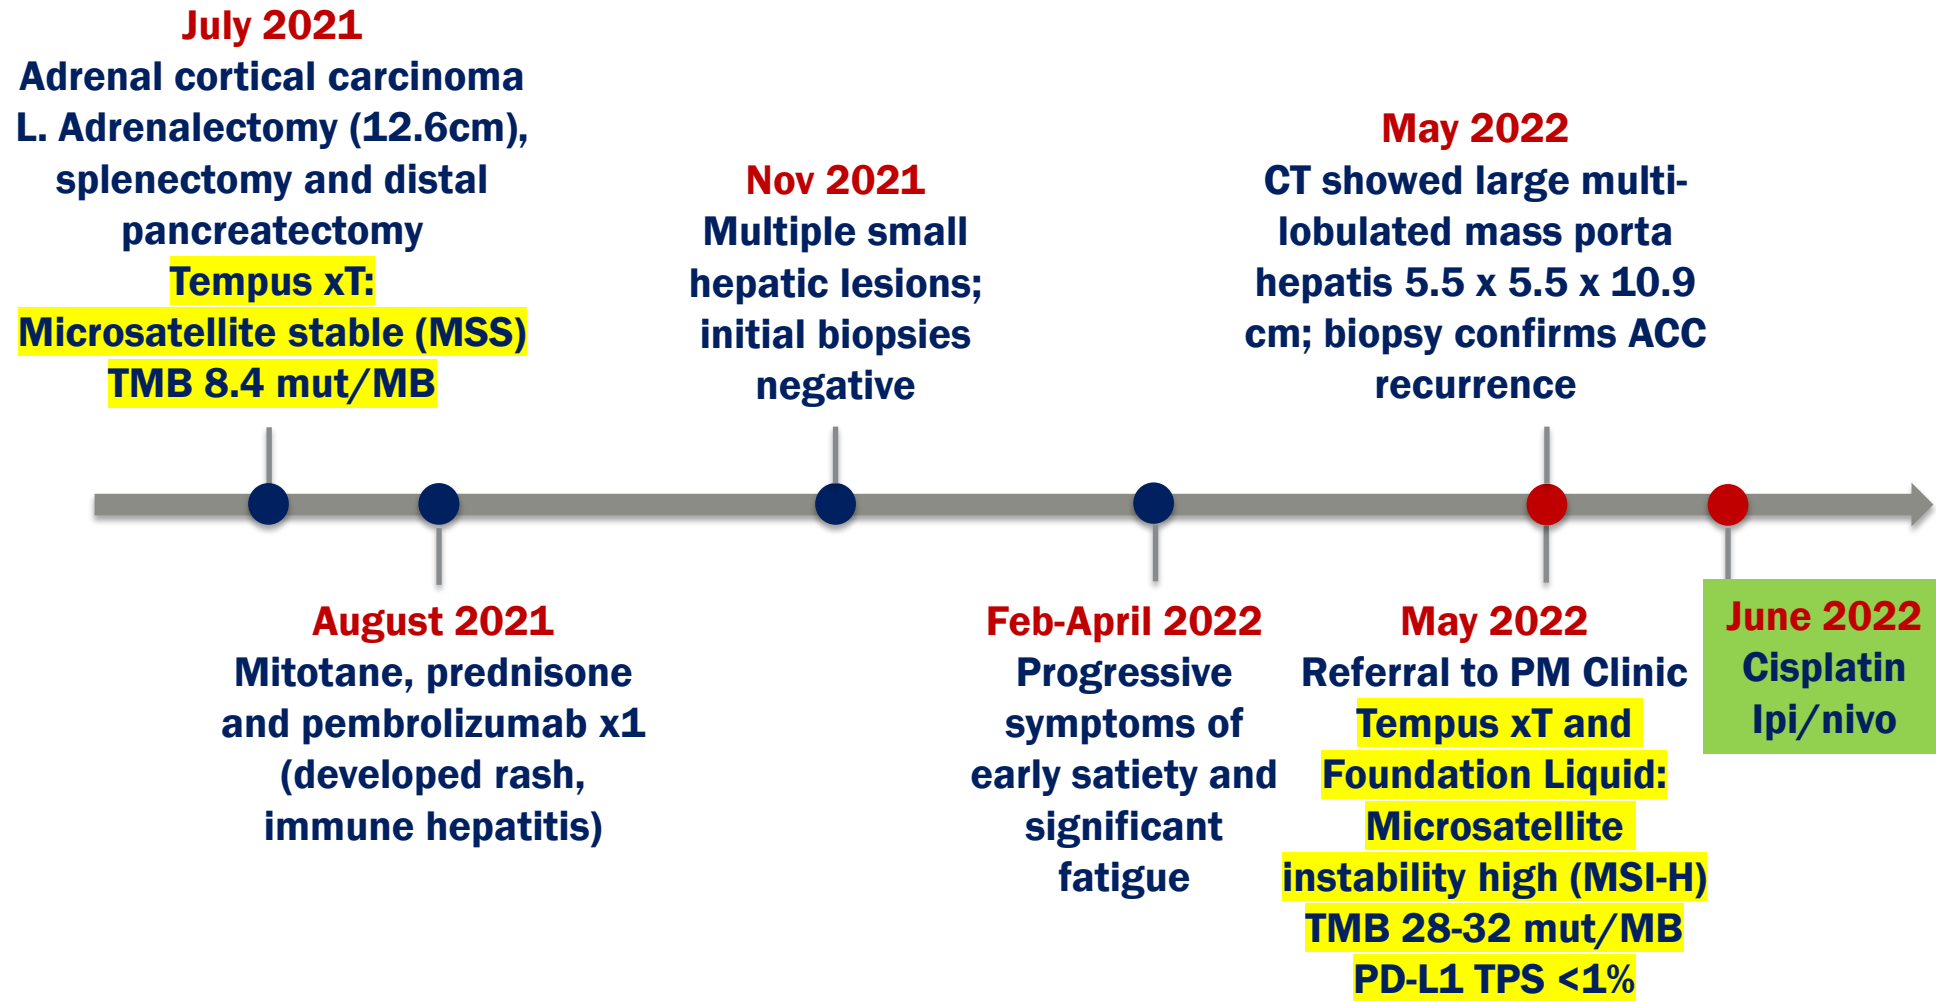 July 2021
Adrenal cortical carcinoma
L. Adrenalectomy (12.6cm),
splenectomy and distal
pancreatectomy
Tempus xT:
Microsatellite stable (MSS)
TMB 8.4 mut/MB
August 2021
Mitotane, prednisone
and pembrolizumab x1
(developed rash,
immune hepatitis)
Nov 2021
Multiple small
hepatic lesions;
initial biopsies
negative
Feb-April 2022
Progressive
symptoms of
early satiety and
significant
fatigue
May 2022
CT showed large multi-
lobulated mass porta
hepatis 5.5 x 5.5 x 10.9
cm; biopsy confirms ACC
recurrence
May 2022
Referral to PM Clinic
Tempus xT and
Foundation Liquid:
Microsatellite
instability high (MSI-H)
TMB 28-32 mut/MB
PD-L1 TPS <1%
June 2022
Cisplatin
Ipi/nivo